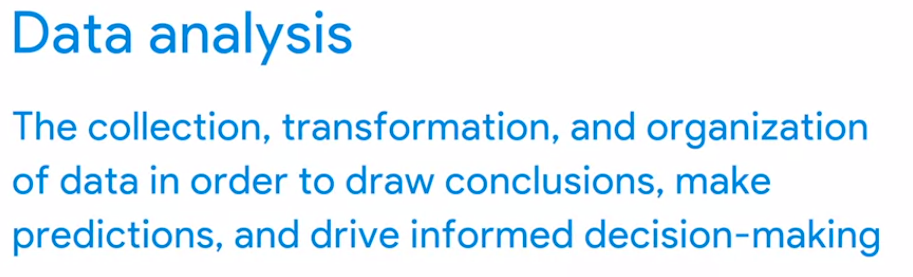 Data analysis
The collection, transformation, and organization
of data in order to draw conclusions, make
predictions, and drive informed decision-making